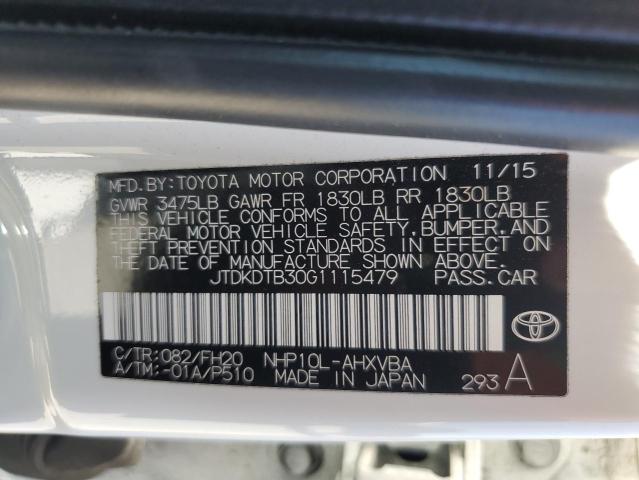 MFD.BY:TOYOTA MOTOR CORPORATION 11/15
GVWR 3475LB GAWR FR 1830LB RR 1830LB
THIS VEHICLE CONFORMS TO ALL APPLICABLE
FEDERAL MOTOR VEHICLE SAFETY,BUMPER,AND
THEFT PREVENTION STANDARDS IN EFFECT
ON THE DATE OF MANUFACTURE SHOWN ABOVE.
JTDKDTB30G1115479 PASS.CAR
C/TR:082/FH20 NHP10L-AHXVBA
A/TM:-01A/P510 MADE IN JAPAN 293 A